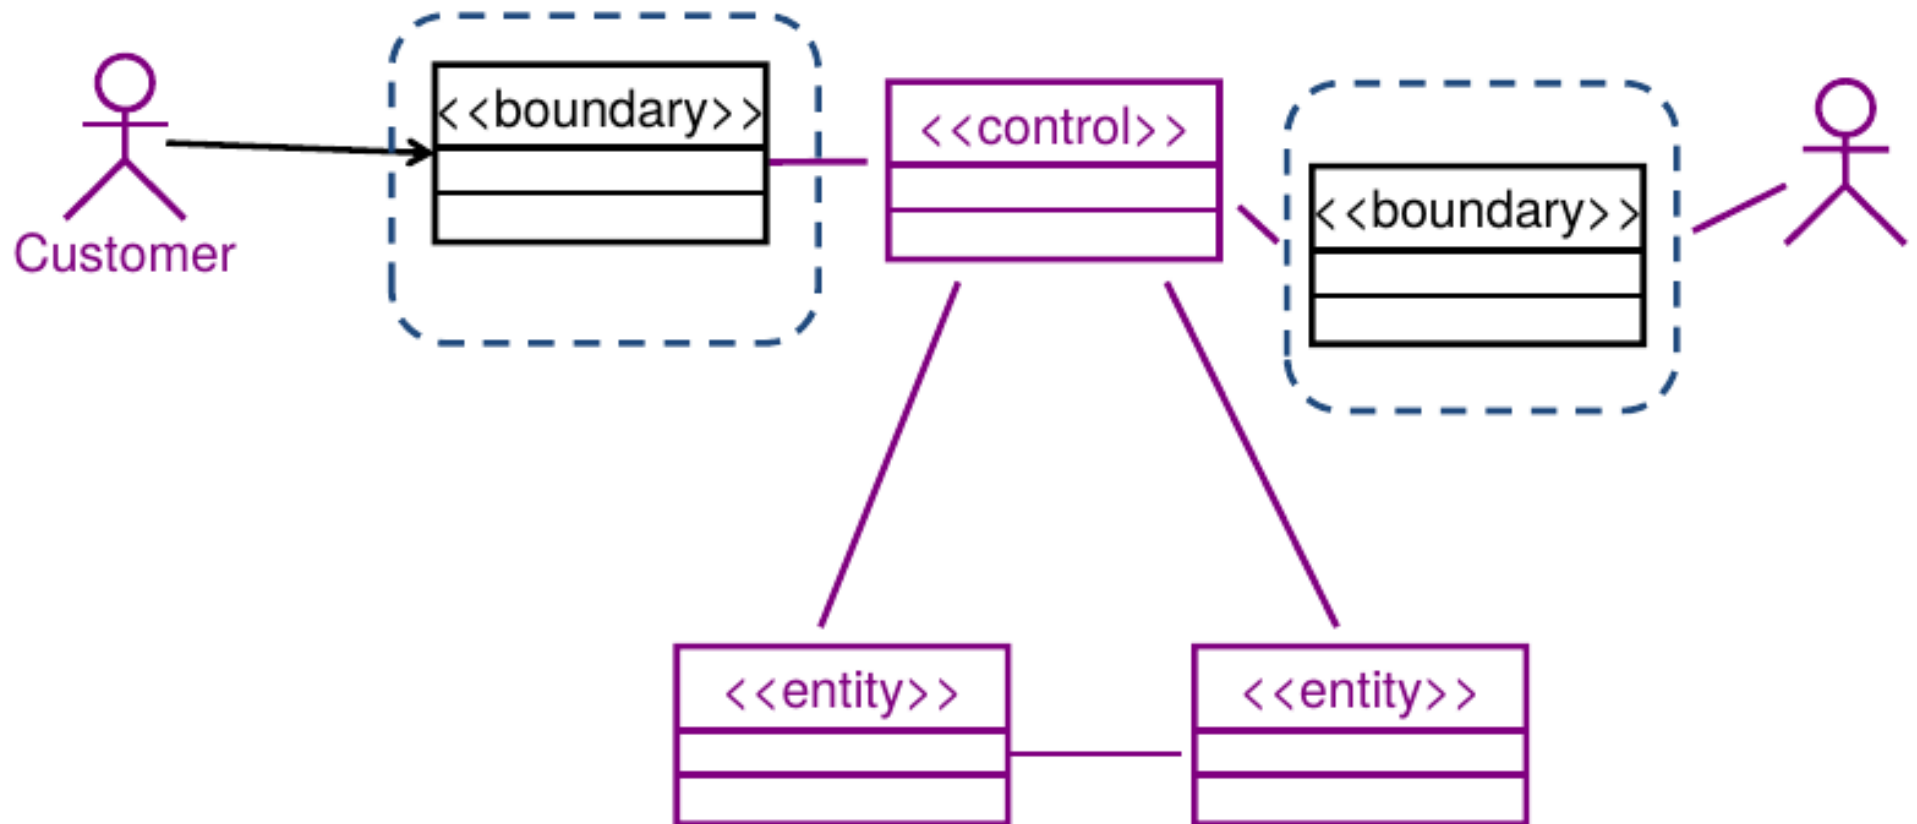 <<boundary>>
<<control>>
<<boundary>>
Customer
<<entity>>
<<entity>>